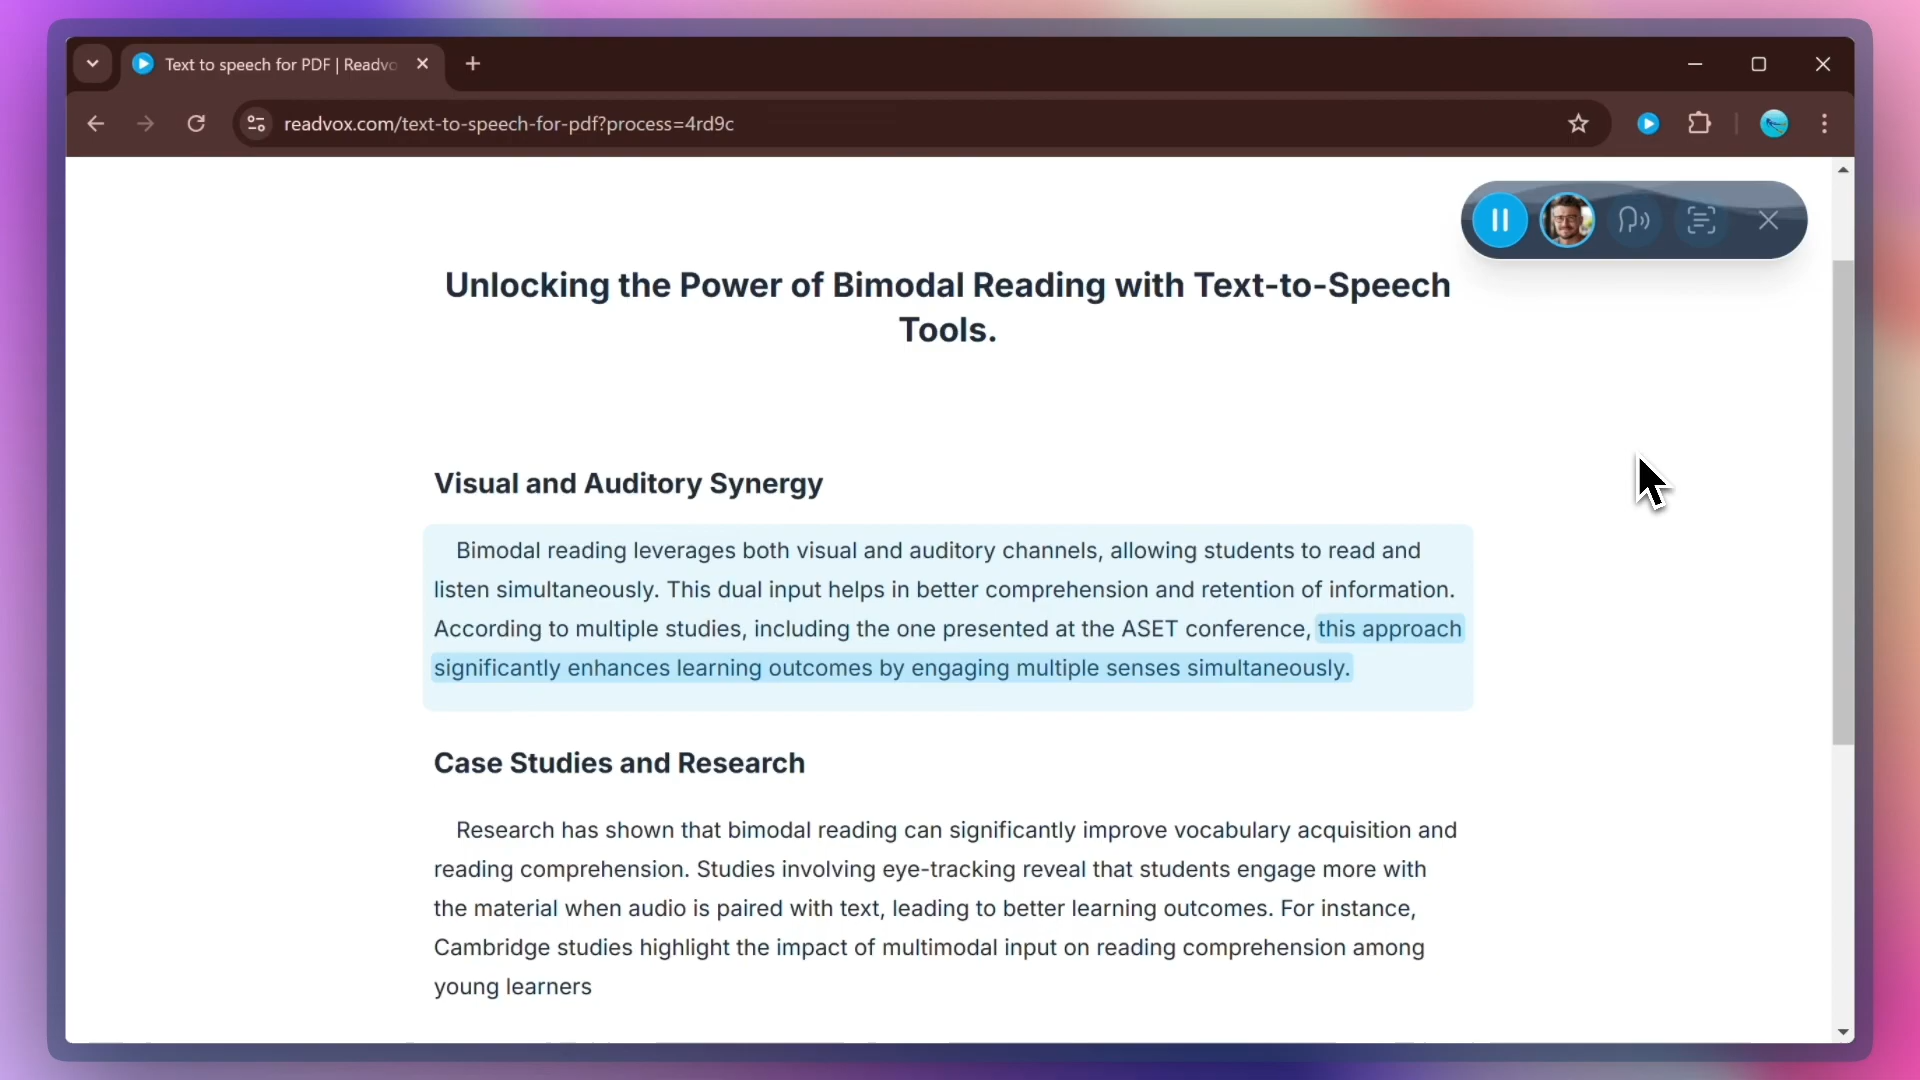 Text to speech for PDF | Readvo
readvox.com/text-to-speech-for-pdf?process=4rd9c
Unlocking the Power of Bimodal Reading with Text-to-Speech
Tools.
Visual and Auditory Synergy
Bimodal reading leverages both visual and auditory channels, allowing students to read and
listen simultaneously. This dual input helps in better comprehension and retention of information.
According to multiple studies, including the one presented at the ASET conference, this approach
significantly enhances learning outcomes by engaging multiple senses simultaneously.
Case Studies and Research
Research has shown that bimodal reading can significantly improve vocabulary acquisition and
reading comprehension. Studies involving eye-tracking reveal that students engage more with
the material when audio is paired with text, leading to better learning outcomes. For instance,
Cambridge studies highlight the impact of multimodal input on reading comprehension among
young learners